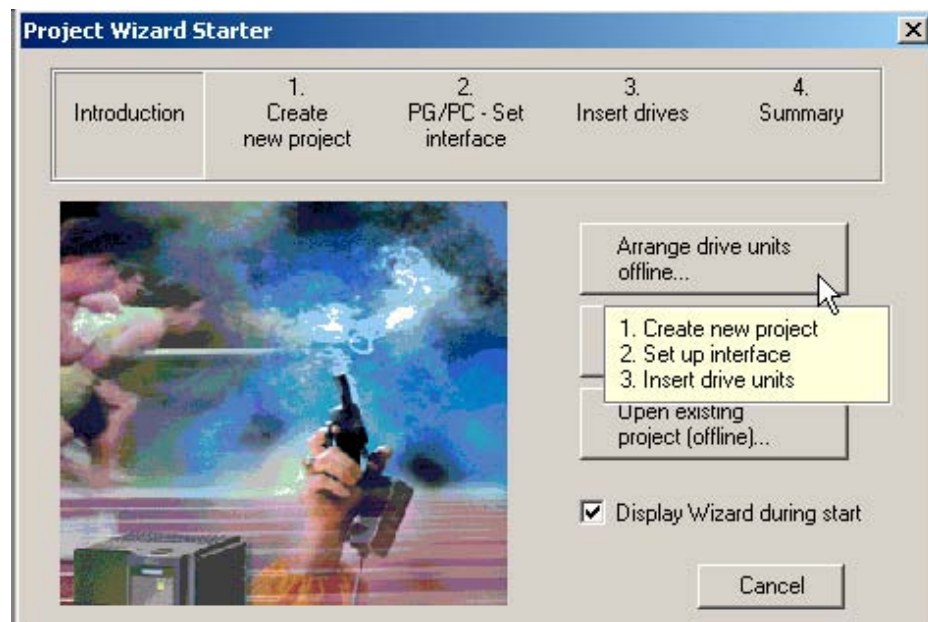 Project Wizard Starter
Introduction
1.
Create
new project
2.
PG/PC - Set
interface
3.
Insert drives
4.
Summary
Arrange drive units
offline...
1. Create new project
2. Set up interface
3. Insert drive units
Open existing
project (offline)...
Display Wizard during start
Cancel